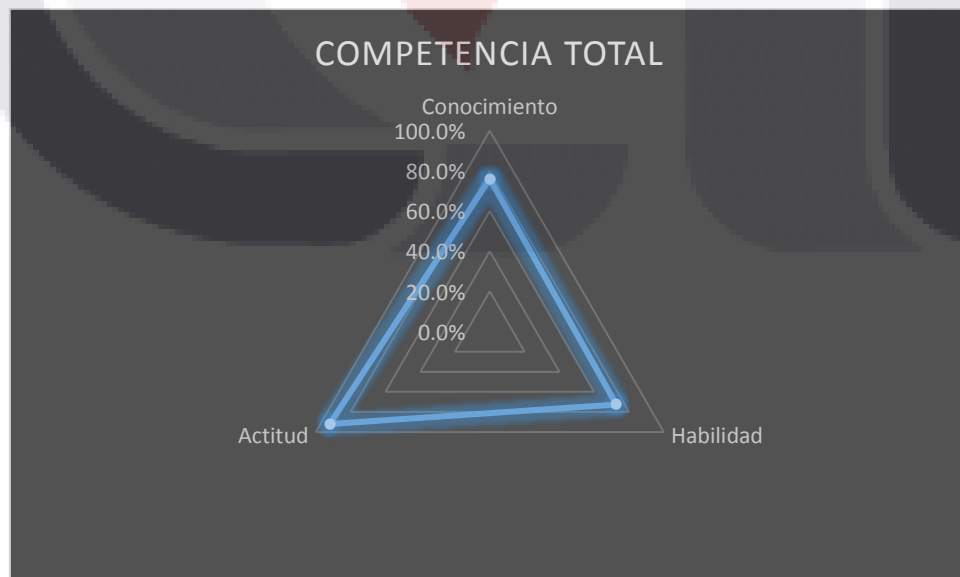 COMPETENCIA TOTAL
Conocimiento
100.0%
80.0%
60.0%
40.0%
20.0%
0.0%
Actitud
Habilidad